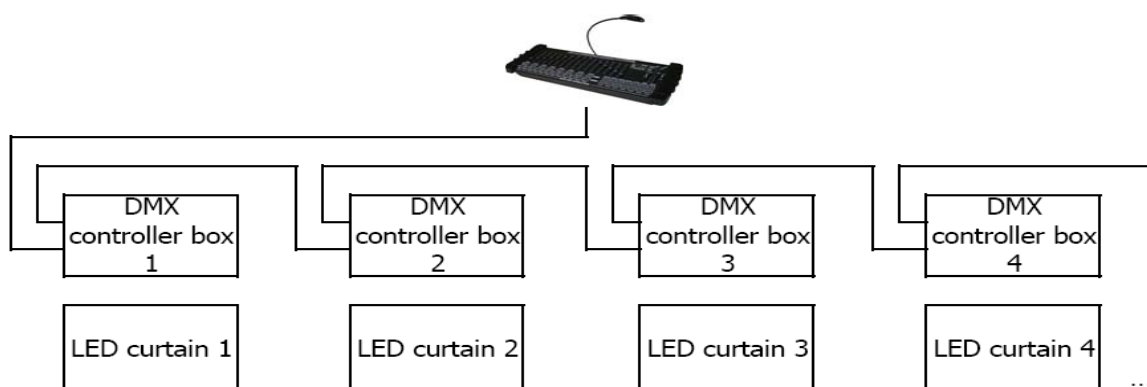 DMX
controller box
1
DMX
controller box
2
DMX
controller box
3
DMX
controller box
4
LED curtain 1
LED curtain 2
LED curtain 3
LED curtain 4